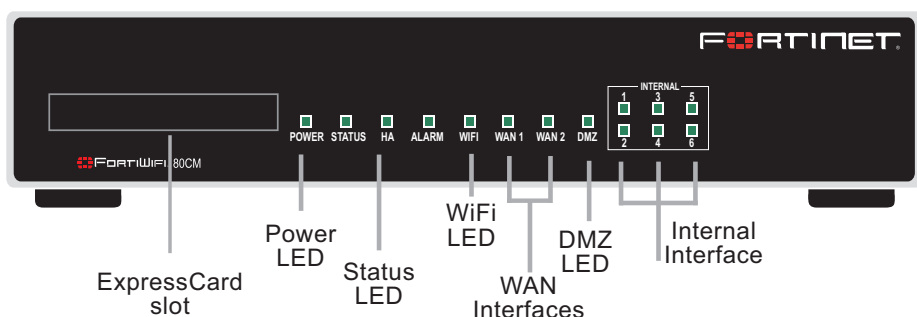 FORTINET.
INTERNAL
1 3 5
POWER STATUS HA ALARM WIFI WAN 1 WAN 2 DMZ
2 4 6
FORTIWIFI 80CM
Power
LED
Status
LED
WiFi
LED
WAN
Interfaces
DMZ
LED
Internal
Interface
ExpressCard
slot